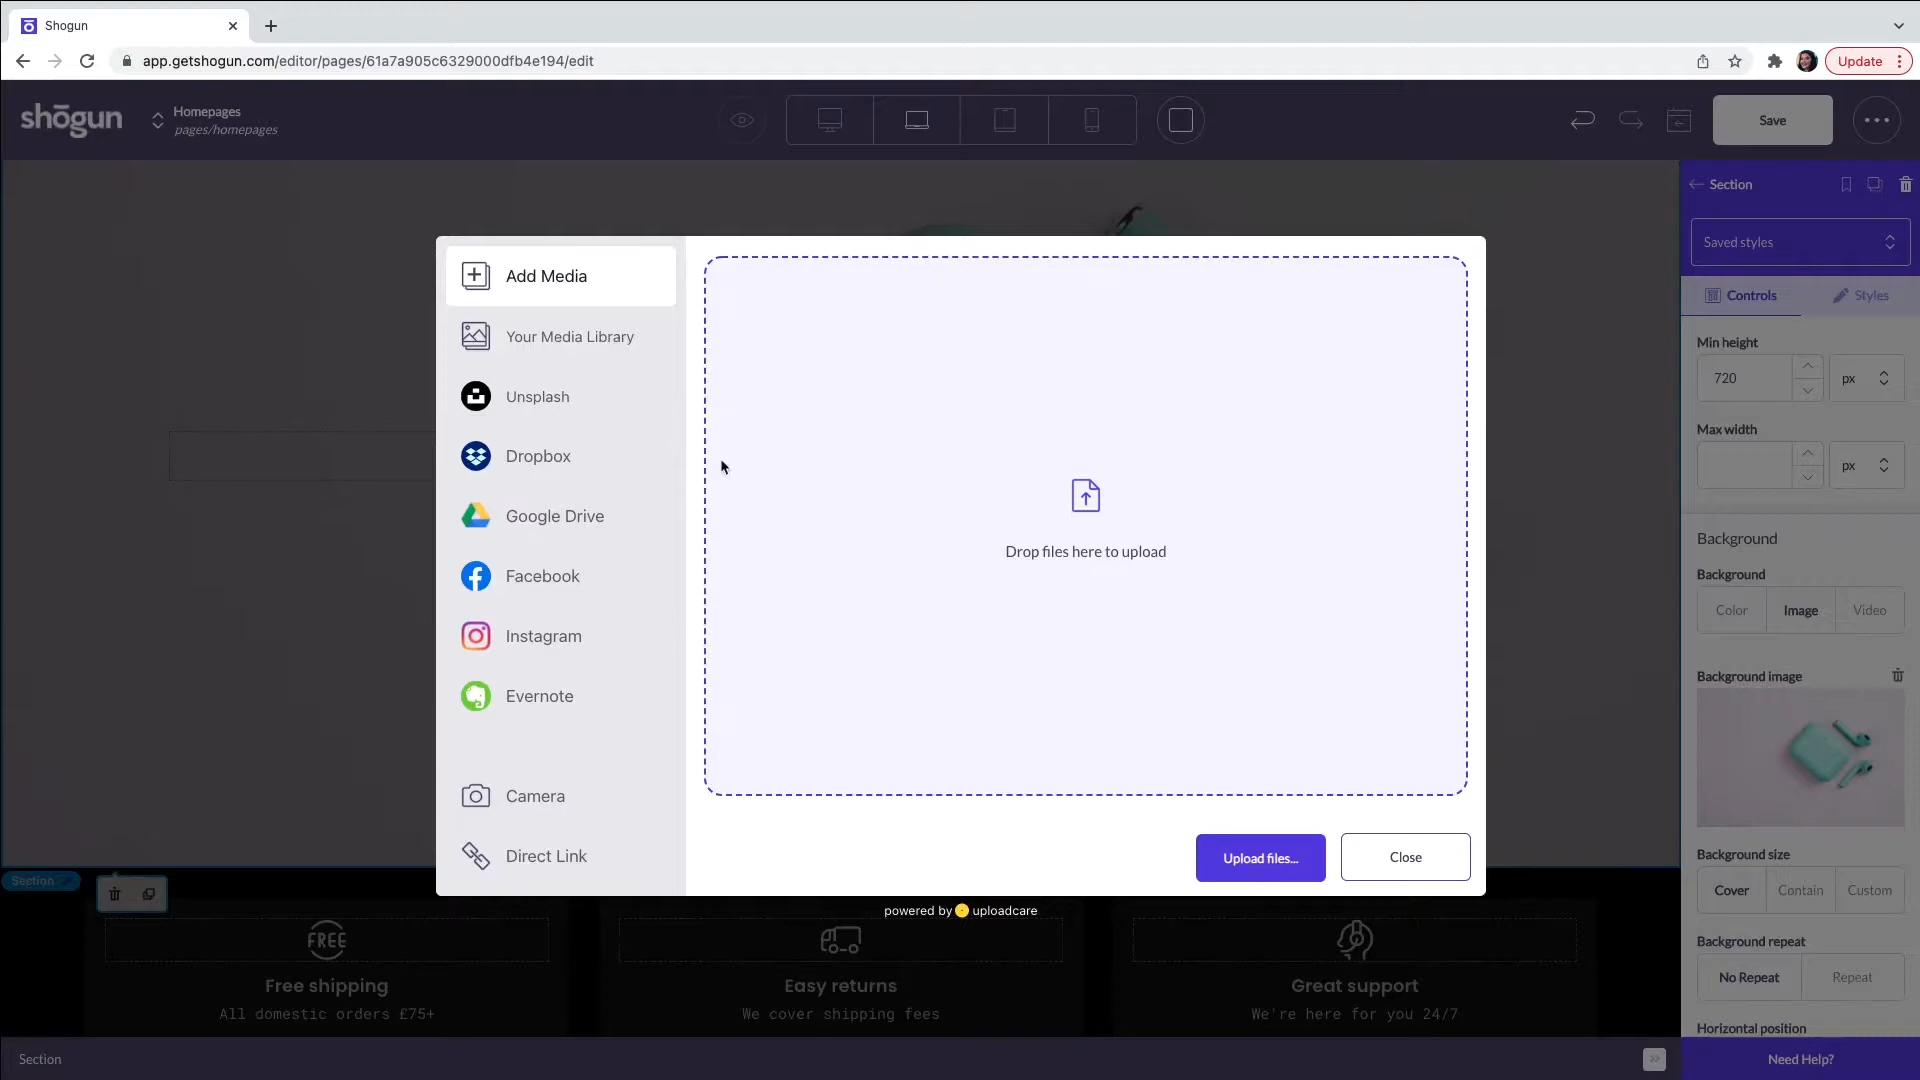 Shogun
app.getshogun.com/editor/pages/61a7a905c6329000dfb4e194/edit
Update
shōgun
Homepages
pages/homepages
Save
Section
Saved styles
Controls
Styles
Min height
720
px
Max width
px
Background
Background
Color
Image
Video
Background image
Background size
Cover
Contain
Custom
Background repeat
No Repeat
Repeat
Horizontal position
Need Help?
Add Media
Your Media Library
Unsplash
Dropbox
Google Drive
Facebook
Instagram
Evernote
Camera
Direct Link
Drop files here to upload
Upload files...
Close
powered by uploadcare
Section
FREE
Free shipping
All domestic orders £75+
Easy returns
We cover shipping fees
Great support
We're here for you 24/7
Section